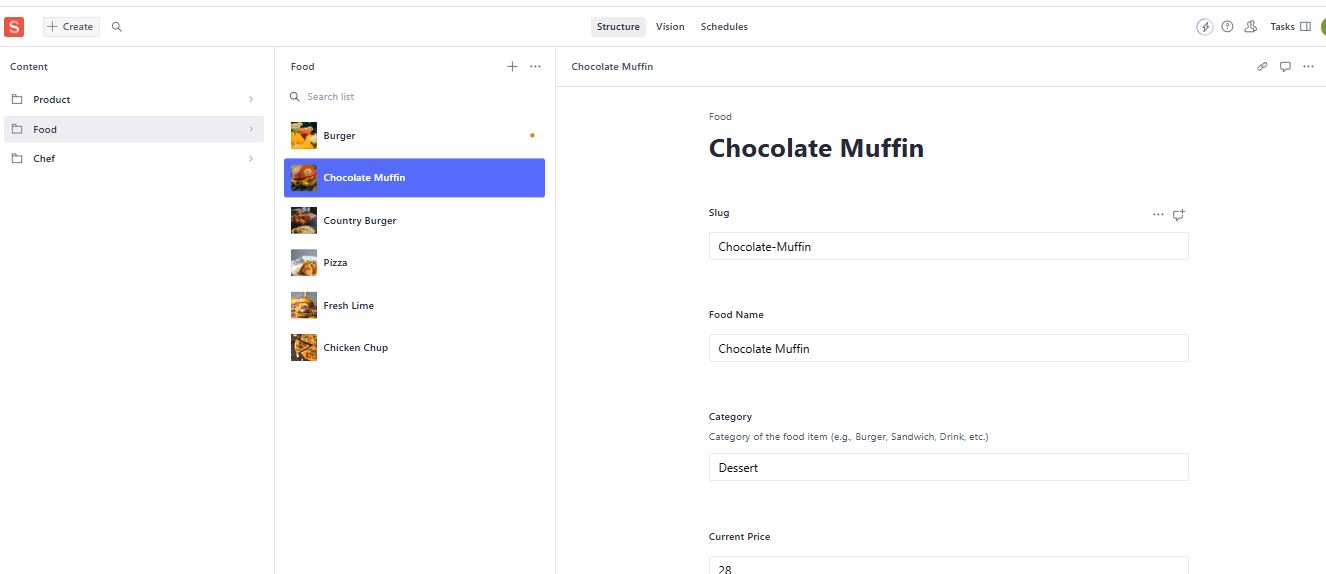 S
Create
Structure
Vision
Schedules
Tasks
Content
Product
Food
Chef
Food
Search list
Burger
Chocolate Muffin
Country Burger
Pizza
Fresh Lime
Chicken Chup
Chocolate Muffin
Food
Chocolate Muffin
Slug
Chocolate-Muffin
Food Name
Chocolate Muffin
Category
Category of the food item (e.g., Burger, Sandwich, Drink, etc.)
Dessert
Current Price
28